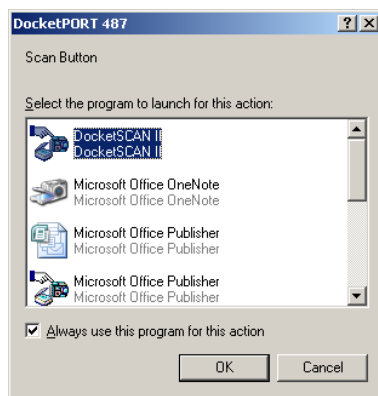 DocketPORT 487
Scan Button
Select the program to launch for this action:
DocketSCAN II
DocketSCAN II
Microsoft Office OneNote
Microsoft Office OneNote
Microsoft Office Publisher
Microsoft Office Publisher
Microsoft Office Publisher
Microsoft Office Publisher
Always use this program for this action
OK Cancel